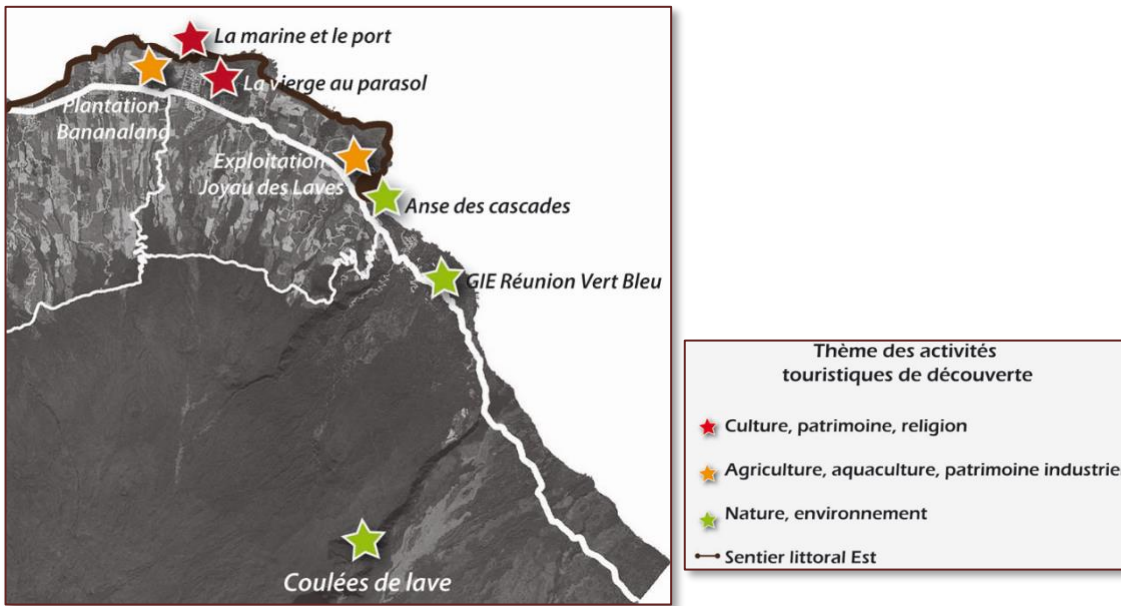 La marine et le port
La vierge au parasol
Plantation
Bananaland
Exploitation
Joyau des Laves
Anse des cascades
GIE Réunion Vert Bleu
Coulées de lave
Thème des activités
touristiques de découverte
Culture, patrimoine, religion
Agriculture, aquaculture, patrimoine industrie
Nature, environnement
Sentier littoral Est